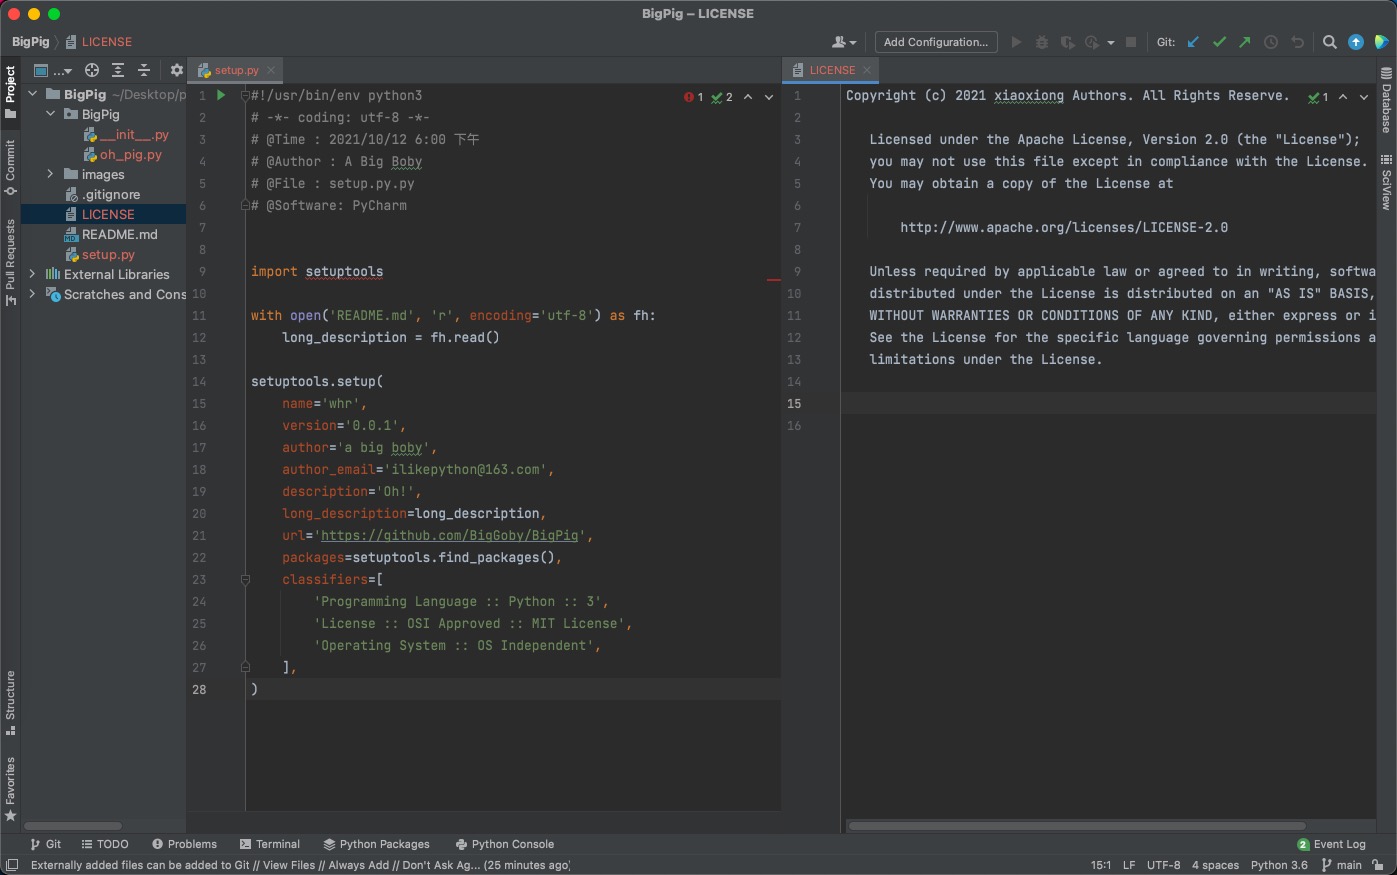 BigPig – LICENSE
BigPig LICENSE
Add Configuration...
Git:
Project
Commit
Pull Requests
Structure
Favorites
...
BigPig ~/Desktop/p
BigPig
__init__.py
oh_pig.py
images
.gitignore
LICENSE
README.md
setup.py
External Libraries
Scratches and Cons
setup.py
1 2
1 #!/usr/bin/env python3
2 # -*- coding: utf-8 -*-
3 # @Time : 2021/10/12 6:00 下午
4 # @Author : A Big Boby
5 # @File : setup.py.py
6 # @Software: PyCharm
7
8
9 import setuptools
10
11 with open('README.md', 'r', encoding='utf-8') as fh:
12     long_description = fh.read()
13
14 setuptools.setup(
15     name='whr',
16     version='0.0.1',
17     author='a big boby',
18     author_email='ilikepython@163.com',
19     description='Oh!',
20     long_description=long_description,
21     url='https://github.com/BigGoby/BigPig',
22     packages=setuptools.find_packages(),
23     classifiers=[
24         'Programming Language :: Python :: 3',
25         'License :: OSI Approved :: MIT License',
26         'Operating System :: OS Independent',
27     ],
28 )
LICENSE
1
1 Copyright (c) 2021 xiaoxiong Authors. All Rights Reserve.
2
3 Licensed under the Apache License, Version 2.0 (the "License");
4 you may not use this file except in compliance with the License.
5 You may obtain a copy of the License at
6
7 http://www.apache.org/licenses/LICENSE-2.0
8
9 Unless required by applicable law or agreed to in writing, softwa
10 distributed under the License is distributed on an "AS IS" BASIS,
11 WITHOUT WARRANTIES OR CONDITIONS OF ANY KIND, either express or i
12 See the License for the specific language governing permissions a
13 limitations under the License.
14
15
16
Database
SciView
Git TODO Problems Terminal Python Packages Python Console 2 Event Log
Externally added files can be added to Git // View Files // Always Add // Don't Ask Ag... (25 minutes ago) 15:1 LF UTF-8 4 spaces Python 3.6 main